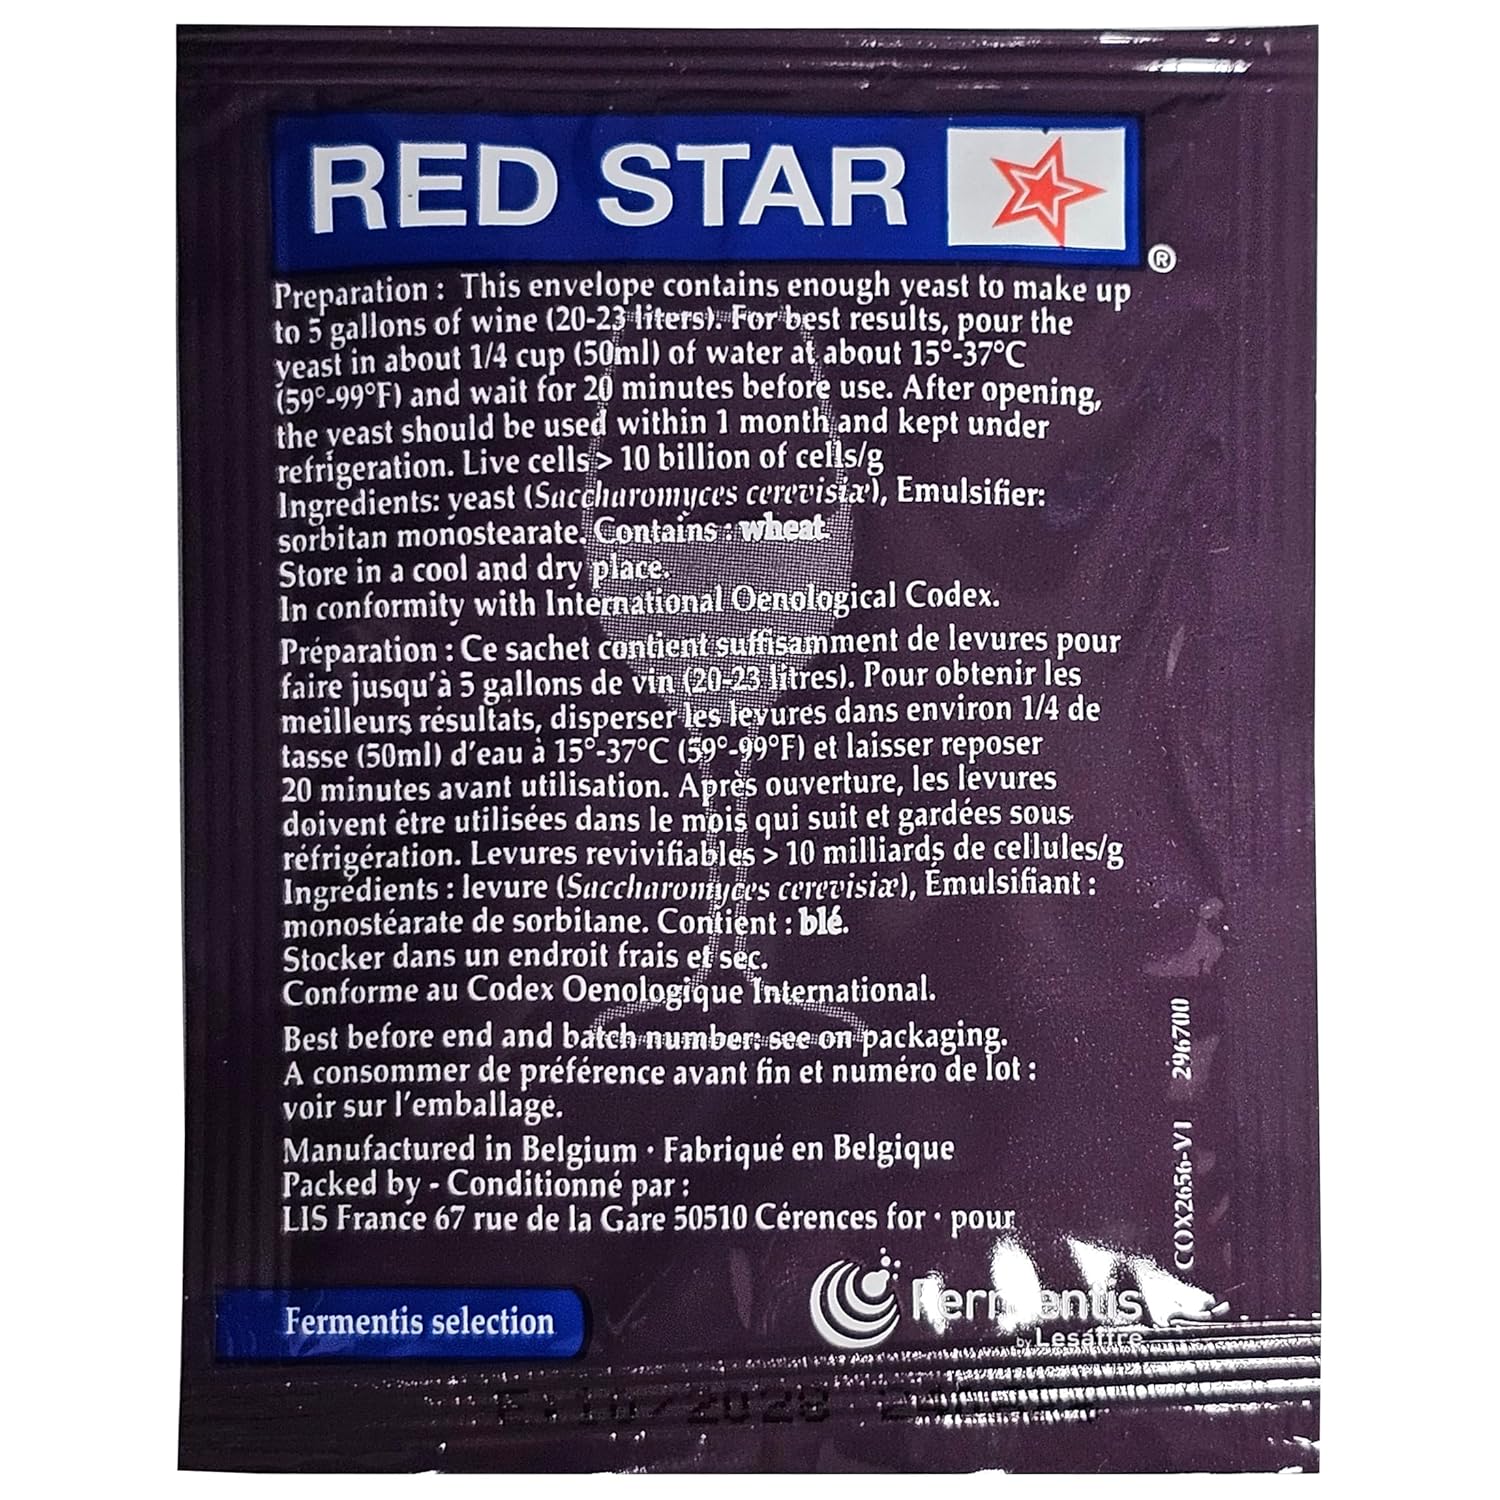 RED STAR
®
Preparation : This envelope contains enough yeast to make up
to 5 gallons of wine (20-23 liters). For best results, pour the
yeast in about 1/4 cup (50ml) of water at about 15°-37°C
(59°-99°F) and wait for 20 minutes before use. After opening,
the yeast should be used within 1 month and kept under
refrigeration. Live cells > 10 billion of cells/g
Ingredients: yeast (Saccharomyces cerevisiæ), Emulsifier:
sorbitan monostearate. Contains : wheat.
Store in a cool and dry place.
In conformity with International Oenological Codex.
Préparation : Ce sachet contient suffisamment de levures pour
faire jusqu'à 5 gallons de vin (20-23 litres). Pour obtenir les
meilleurs résultats, disperser les levures dans environ 1/4 de
tasse (50ml) d'eau à 15°-37°C (59°-99°F) et laisser reposer
20 minutes avant utilisation. Après ouverture, les levures
doivent être utilisées dans le mois qui suit et gardées sous
réfrigération. Levures revivifiables > 10 milliards de cellules/g
Ingrédients : levure (Saccharomyces cerevisiæ), Émulsifiant :
monostéarate de sorbitane. Contient : blé.
Stocker dans un endroit frais et sec.
Conforme au Codex Oenologique International.
Best before end and batch number: see on packaging.
A consommer de préférence avant fin et numéro de lot :
voir sur l'emballage.
Manufactured in Belgium · Fabriqué en Belgique
Packed by - Conditionné par :
LIS France 67 rue de la Gare 50510 Cérences for · pour
COX2656-V1 296700
Fermentis
by Lesaffre
Fermentis selection
2028